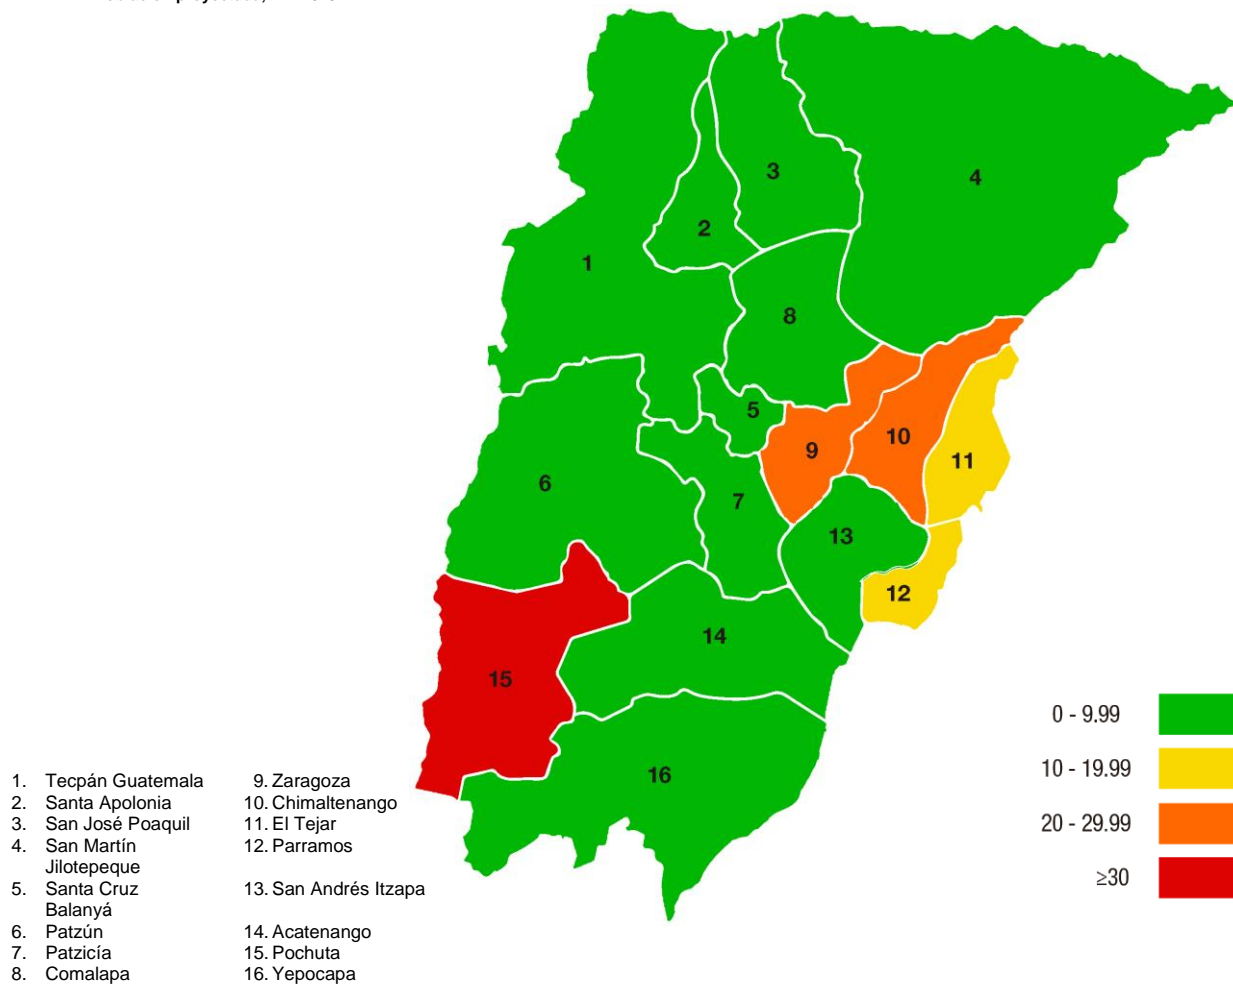 1
2
3
4
5
6
7
8
9
10
11
12
13
14
15
16
0 - 9.99
10 - 19.99
20 - 29.99
≥30
1. Tecpán Guatemala
2. Santa Apolonia
3. San José Poaquil
4. San Martín
Jilotepeque
5. Santa Cruz
Balanyá
6. Patzún
7. Patzicía
8. Comalapa
9. Zaragoza
10. Chimaltenango
11. El Tejar
12. Parramos
13. San Andrés Itzapa
14. Acatenango
15. Pochuta
16. Yepocapa